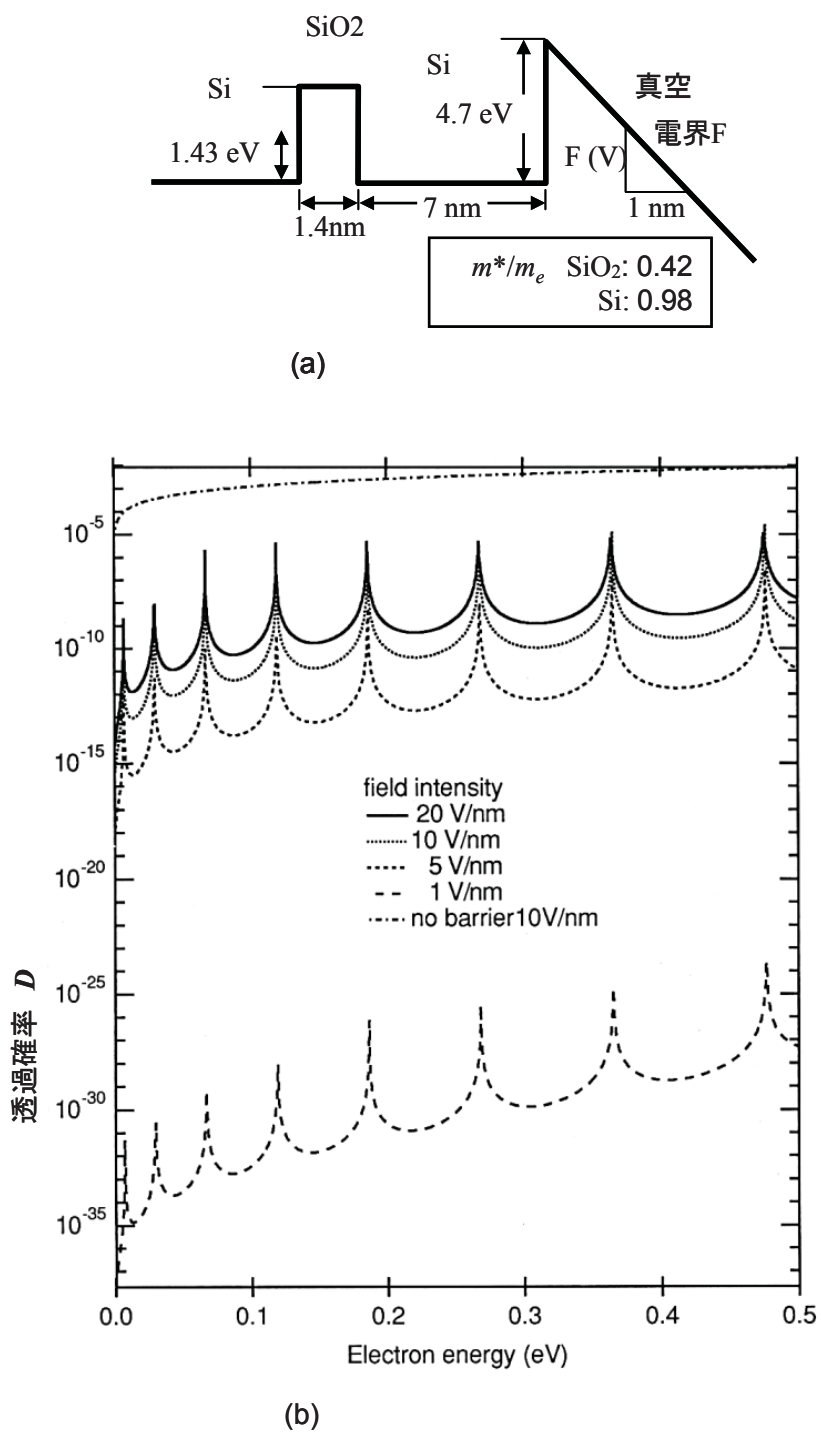 SiO2
Si
Si
真空
電界F
1.43 eV
4.7 eV
F (V)
1.4nm
7 nm
1 nm
m*/me SiO2: 0.42
Si: 0.98
(a)
10-5
10-10
10-15
10-20
10-25
10-30
10-35
透過確率 D
field intensity
20 V/nm
10 V/nm
5 V/nm
1 V/nm
no barrier10V/nm
0.0 0.1 0.2 0.3 0.4 0.5
Electron energy (eV)
(b)